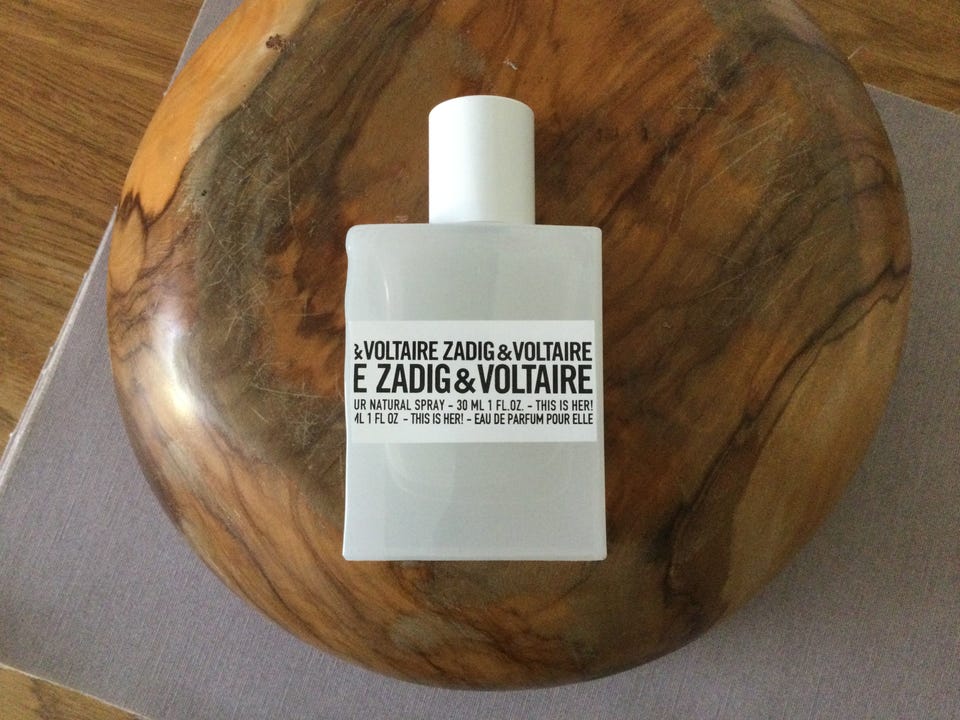 &VOLTAIRE ZADIG&VOLTAIRE
E ZADIG&VOLTAIRE
UR NATURAL SPRAY – 30 ML 1 FL.OZ. – THIS IS HER!
ML 1 FL OZ – THIS IS HER! – EAU DE PARFUM POUR ELLE